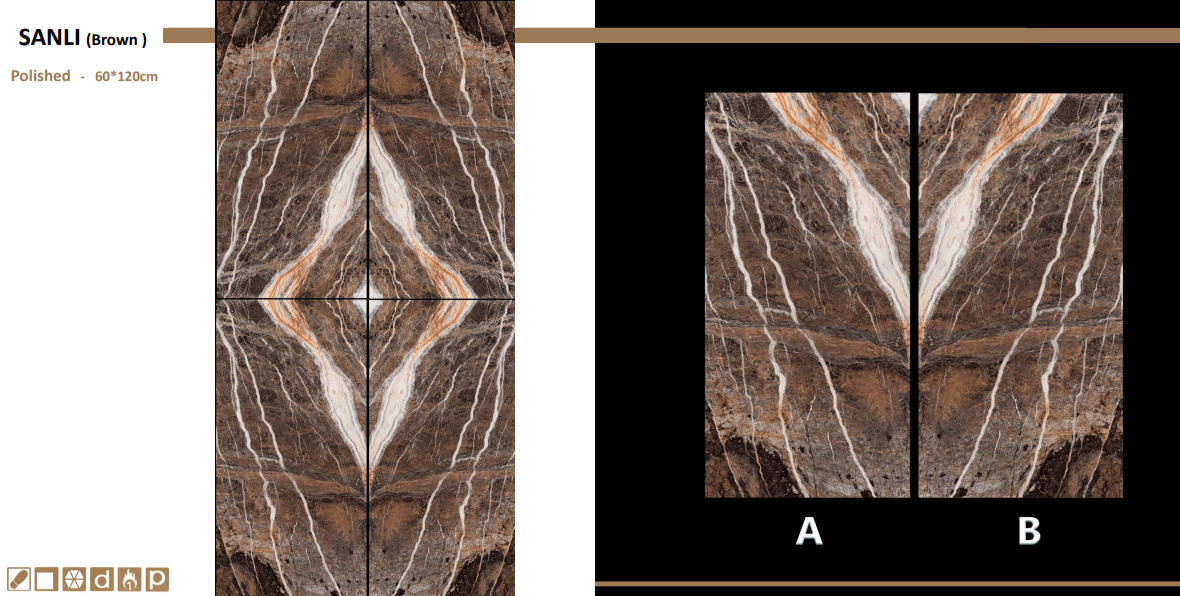 SANLI (Brown )
Polished - 60*120cm
A B
d p